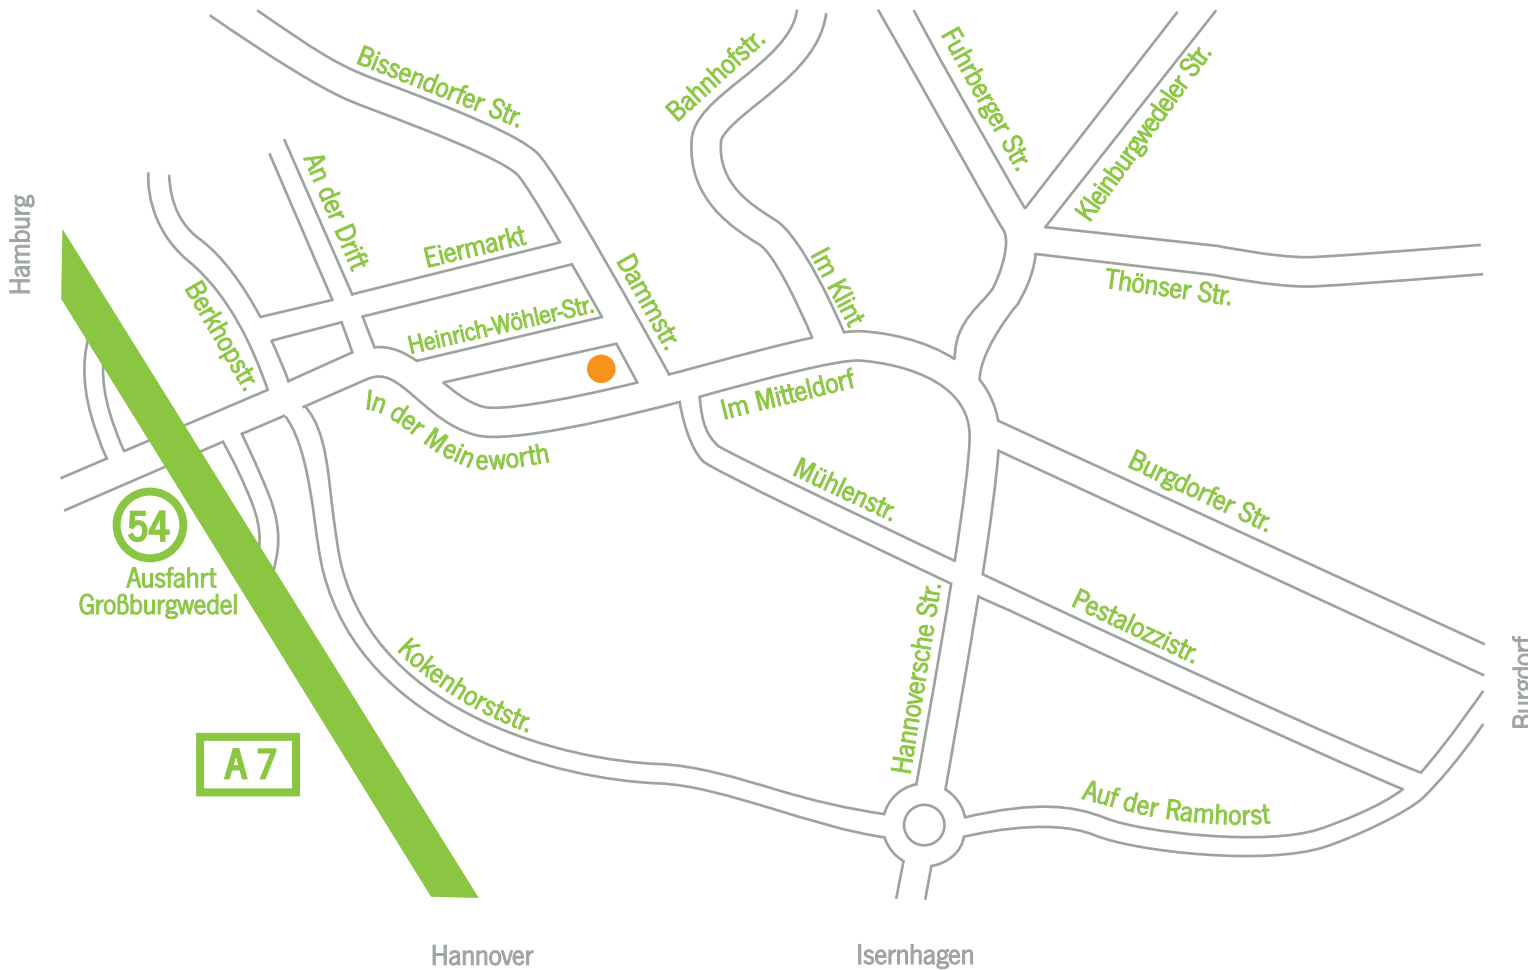 Bissendorfer Str.
Bahnhofstr.
Fuhrberger Str.
Kleinburgwedeler Str.
An der Drift
Hamburg
Eiermarkt
Dammstr.
Im Klint
Thönser Str.
Berkhopstr.
Heinrich-Wöhler-Str.
In der Meineworth
Im Mitteldorf
Mühlenstr.
Burgdorfer Str.
54
Ausfahrt
Großburgwedel
Hannoversche Str.
Pestalozzistr.
Burgdorf
Kokenhorststr.
A 7
Auf der Ramhorst
Hannover
Isernhagen